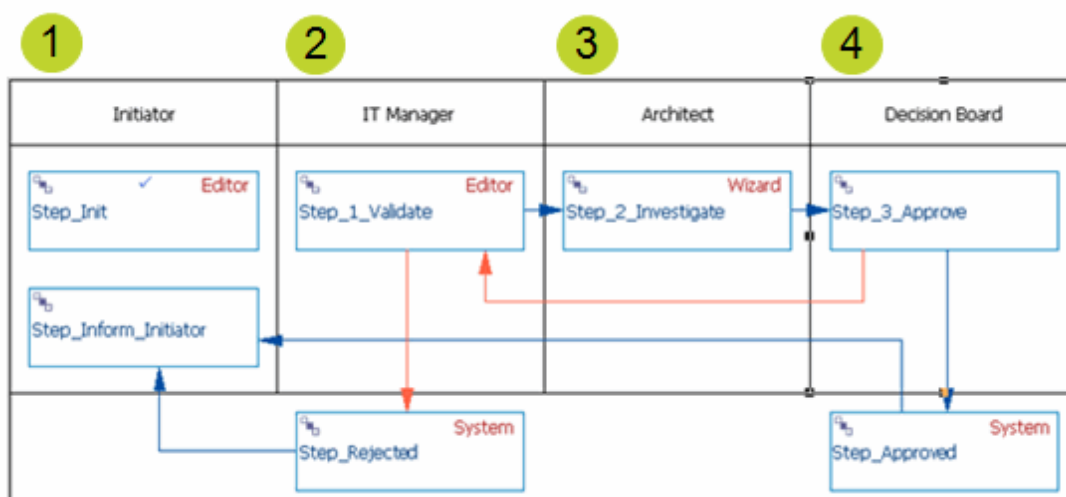 1 2 3 4
Initiator IT Manager Architect Decision Board
Editor Editor Wizard
Step_Init Step_1_Validate Step_2_Investigate Step_3_Approve
Step_Inform_Initiator
System System
Step_Rejected Step_Approved